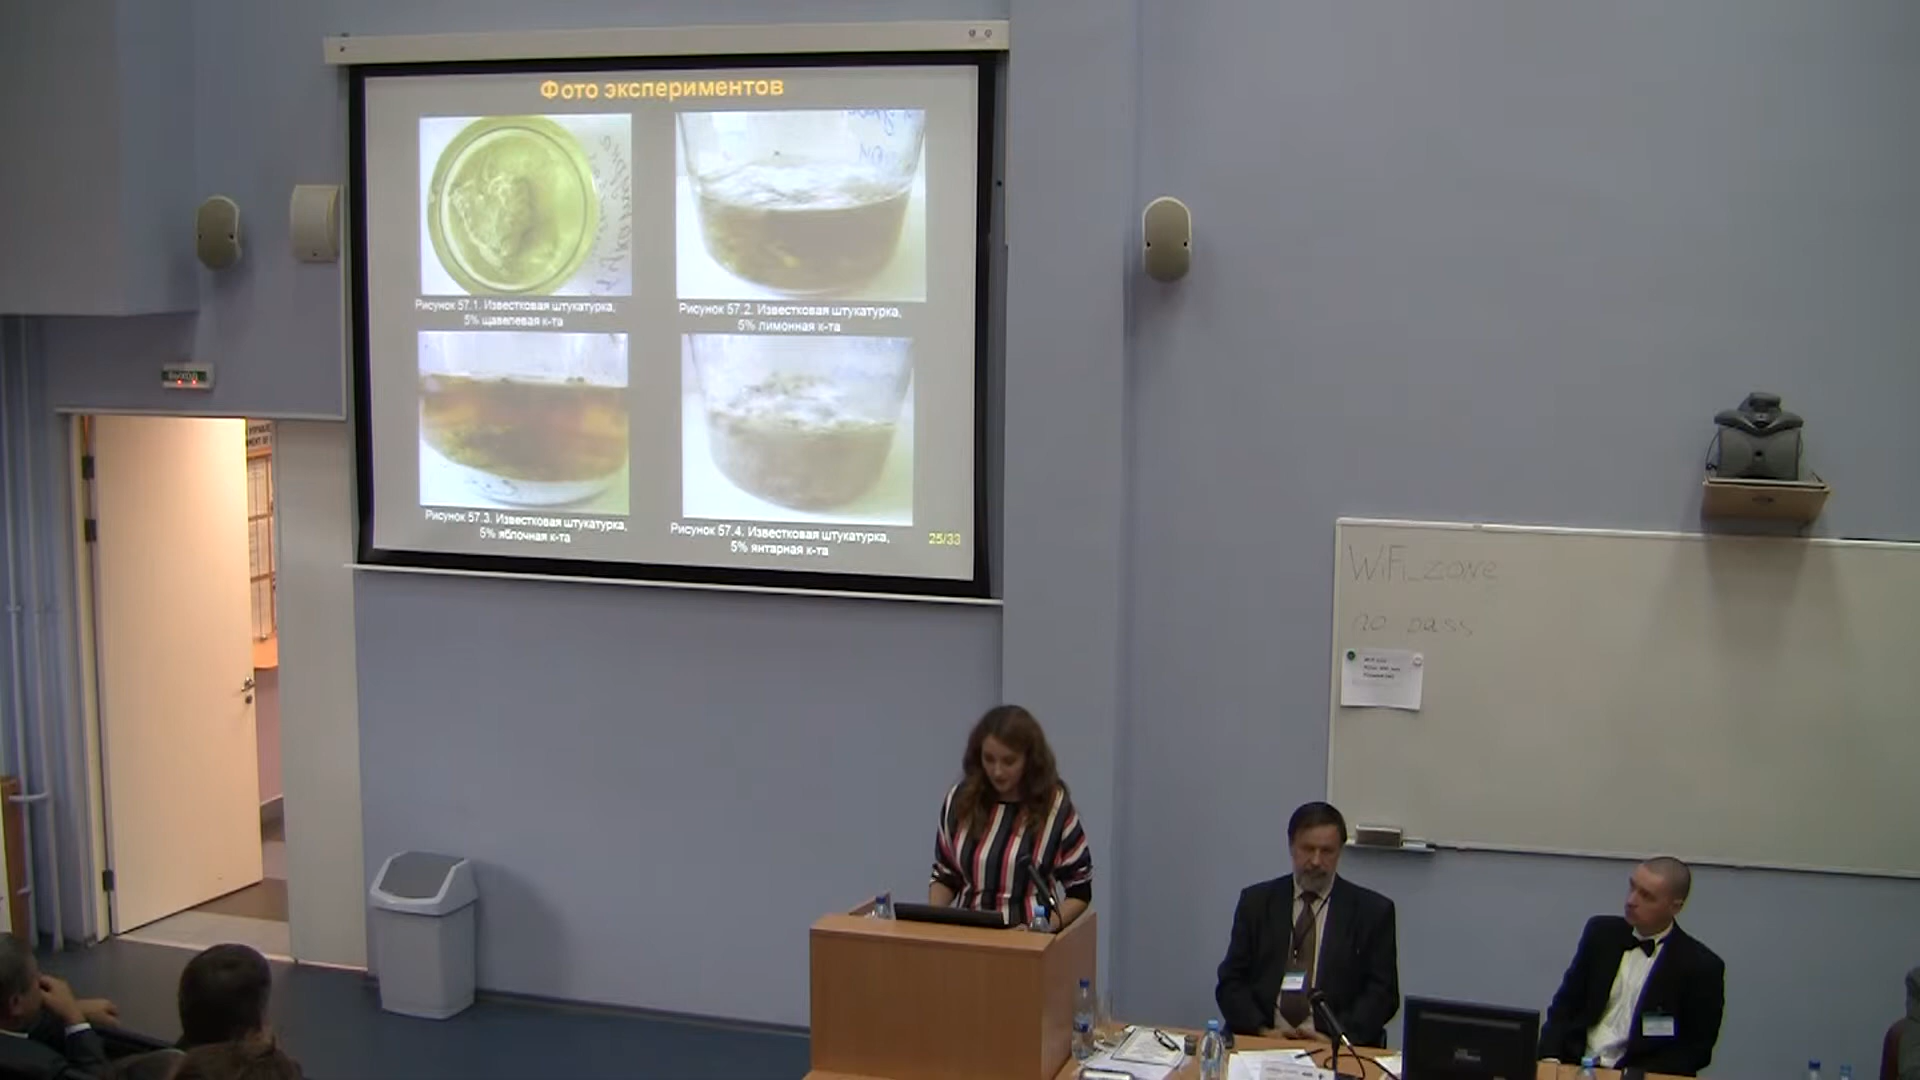 Фото экспериментов
Рисунок 57.1. Известковая штукатурка,
5% щавелевая к-та
Рисунок 57.2. Известковая штукатурка,
5% лимонная к-та
Рисунок 57.3. Известковая штукатурка,
5% яблочная к-та
Рисунок 57.4. Известковая штукатурка,
5% янтарная к-та
25/33
ВЫХОД
WiFi_zone
no pass